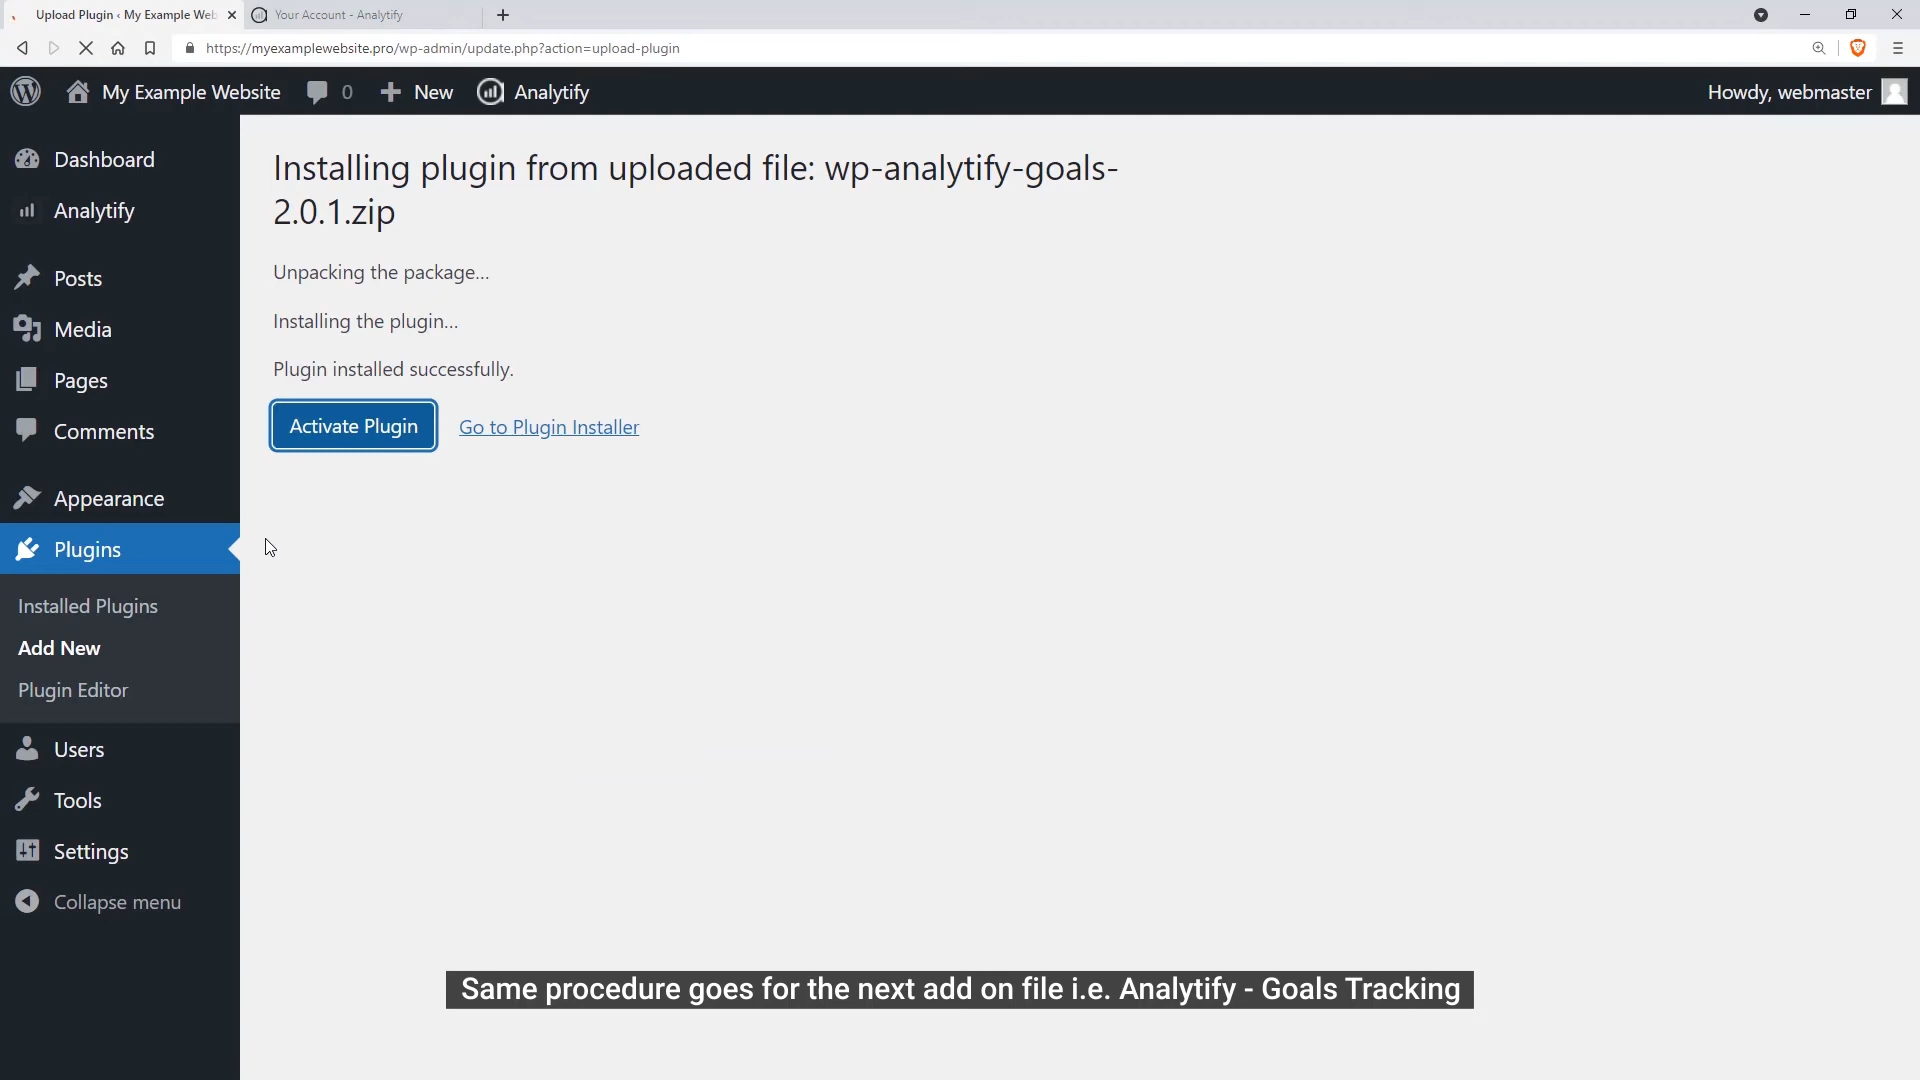 Upload Plugin ‹ My Example Web
Your Account - Analytify
https://myexamplewebsite.pro/wp-admin/update.php?action=upload-plugin
My Example Website
0
New
Analytify
Howdy, webmaster
Dashboard
Analytify
Posts
Media
Pages
Comments
Appearance
Plugins
Installed Plugins
Add New
Plugin Editor
Users
Tools
Settings
Collapse menu
Installing plugin from uploaded file: wp-analytify-goals-
2.0.1.zip
Unpacking the package…
Installing the plugin…
Plugin installed successfully.
Activate Plugin
Go to Plugin Installer
Same procedure goes for the next add on file i.e. Analytify - Goals Tracking